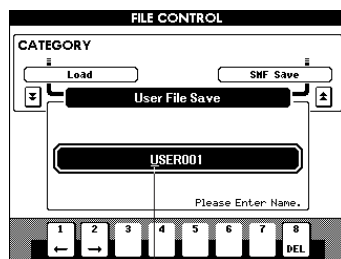 FILE CONTROL
CATEGORY
Load
SMF Save
User File Save
USER001
Please Enter Name.
1 2 3 4 5 6 7 8
← → DEL